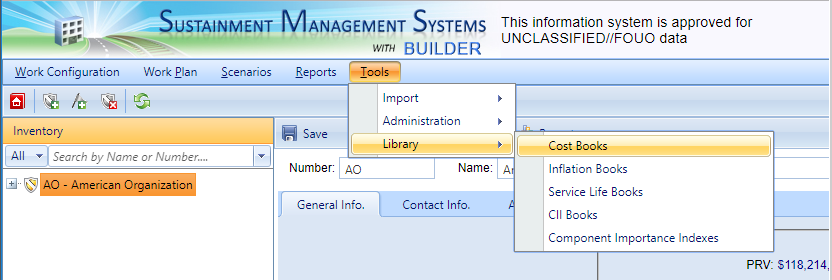 SUSTAINMENT MANAGEMENT SYSTEMS
WITH BUILDER
This information system is approved for
UNCLASSIFIED//FOUO data
Work Configuration Work Plan Scenarios Reports Tools
Import
Administration
Library
Cost Books
Inflation Books
Service Life Books
CII Books
Component Importance Indexes
Inventory
Save
All Search by Name or Number....
Number: AO Name:
AO - American Organization
General Info. Contact Info.
PRV: $118,214,